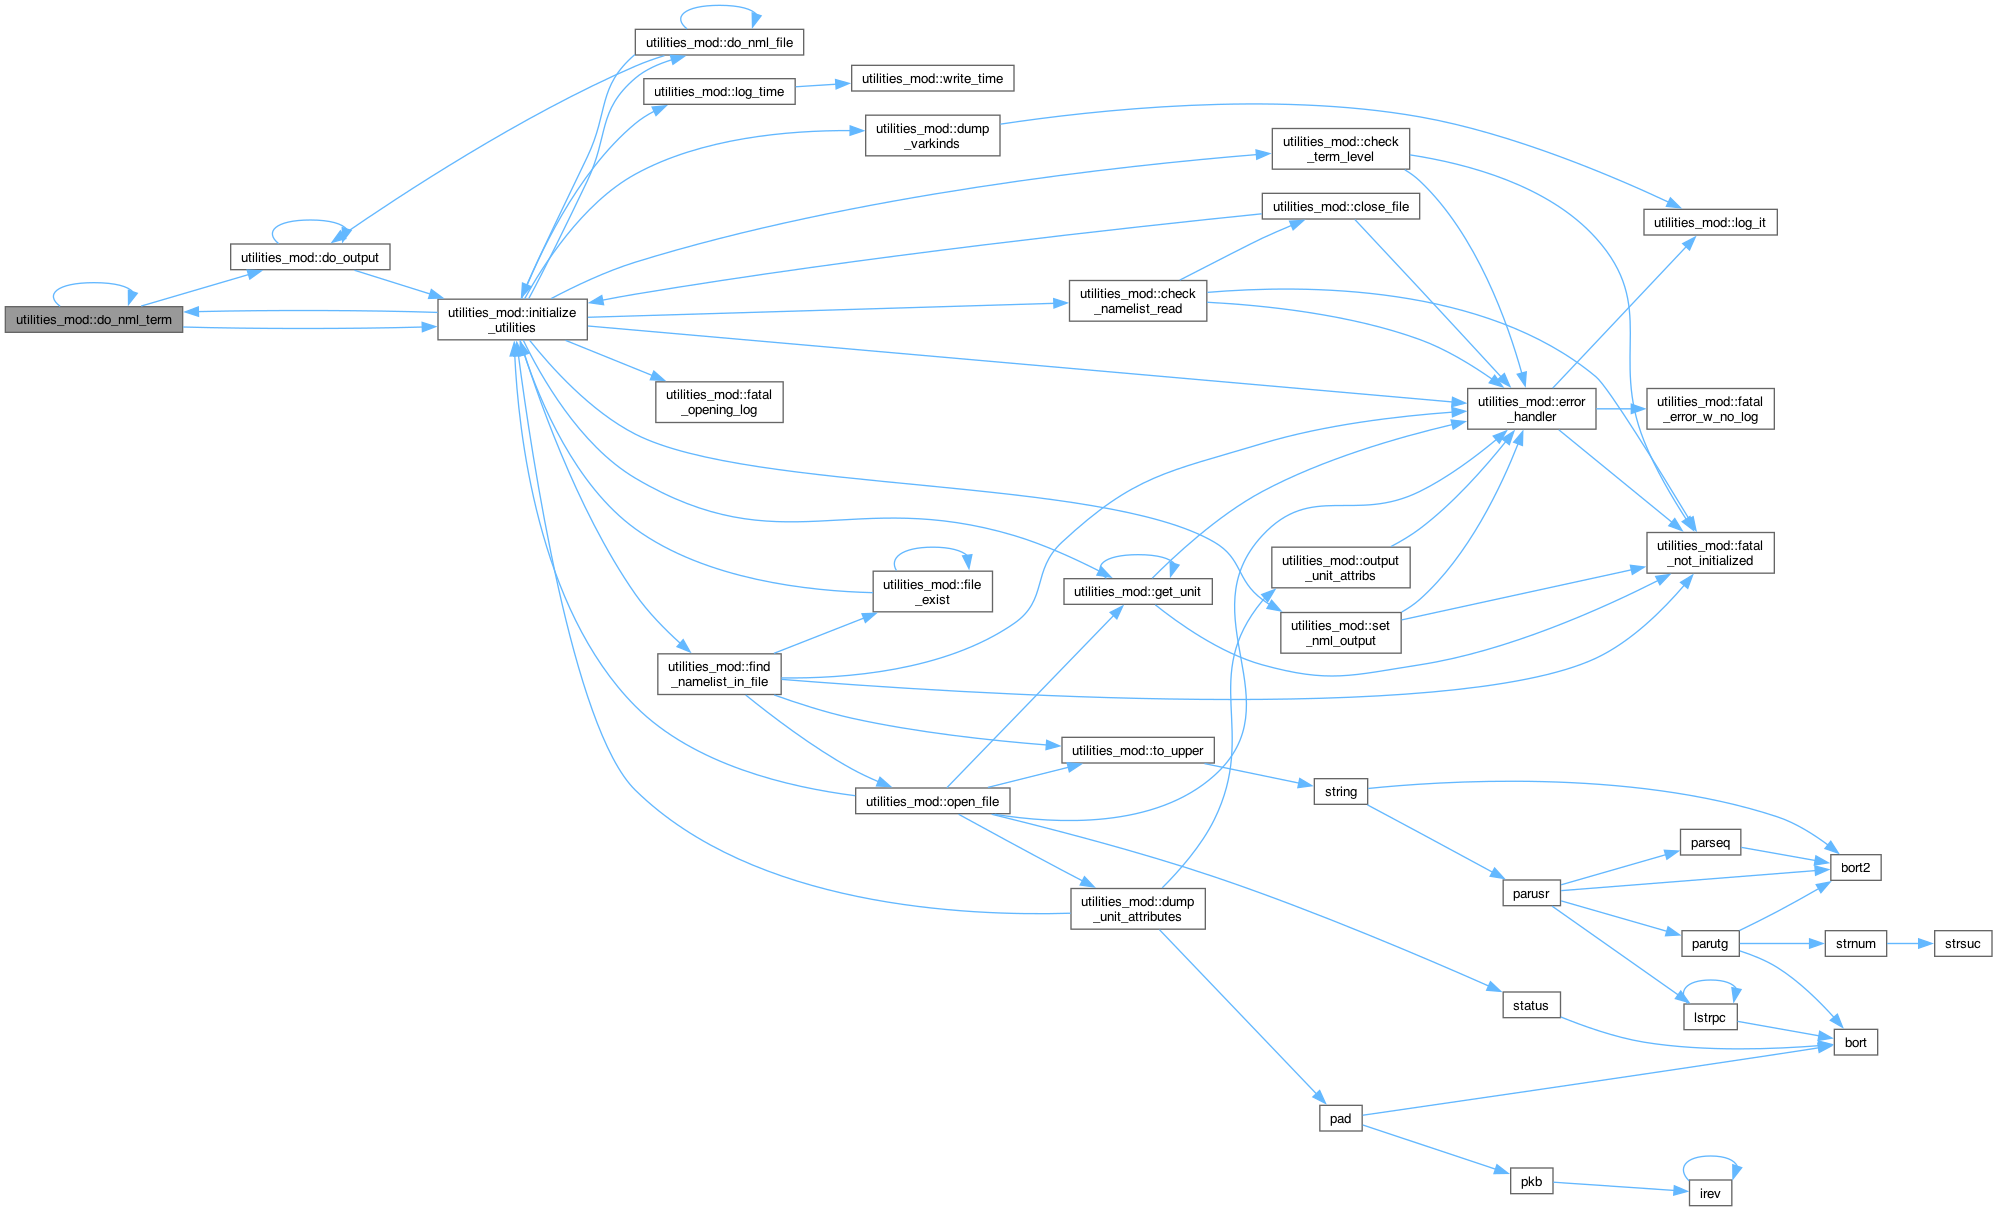 utilities_mod::do_nml_file
utilities_mod::log_time
utilities_mod::write_time
utilities_mod::dump
_varkinds
utilities_mod::check
_term_level
utilities_mod::close_file
utilities_mod::log_it
utilities_mod::do_output
utilities_mod::do_nml_term
utilities_mod::initialize
_utilities
utilities_mod::check
_namelist_read
utilities_mod::fatal
_opening_log
utilities_mod::error
_handler
utilities_mod::fatal
_error_w_no_log
utilities_mod::fatal
_not_initialized
utilities_mod::output
_unit_attribs
utilities_mod::file
_exist
utilities_mod::get_unit
utilities_mod::set
_nml_output
utilities_mod::find
_namelist_in_file
utilities_mod::to_upper
utilities_mod::open_file
string
parseq
bort2
parusr
utilities_mod::dump
_unit_attributes
parutg
strnum
strsuc
status
lstrpc
bort
pad
pkb
irev